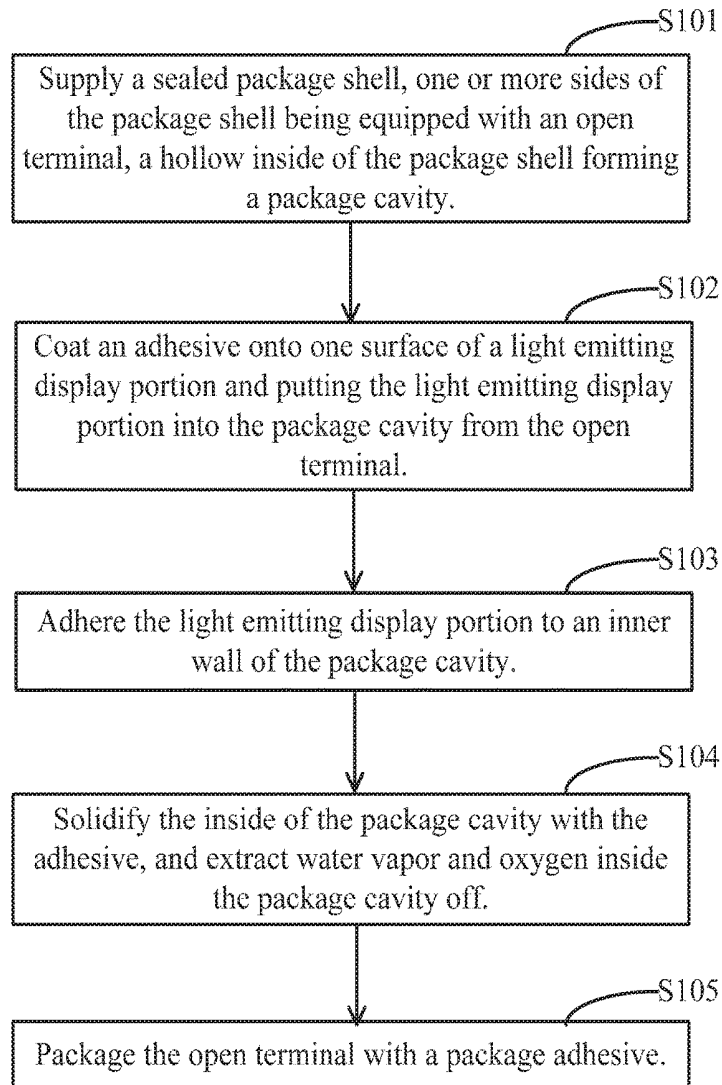 S101
Supply a sealed package shell, one or more sides of
the package shell being equipped with an open
terminal, a hollow inside of the package shell forming
a package cavity.
S102
Coat an adhesive onto one surface of a light emitting
display portion and putting the light emitting display
portion into the package cavity from the open
terminal.
S103
Adhere the light emitting display portion to an inner
wall of the package cavity.
S104
Solidify the inside of the package cavity with the
adhesive, and extract water vapor and oxygen inside
the package cavity off.
S105
Package the open terminal with a package adhesive.